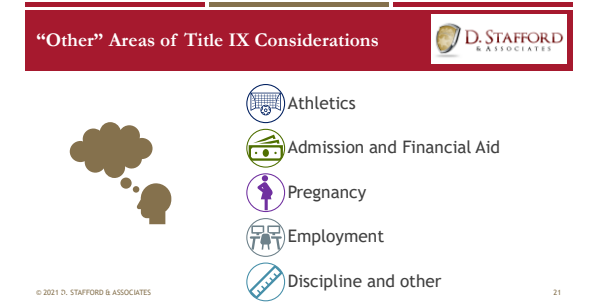 “Other” Areas of Title IX Considerations
D. STAFFORD
& ASSOCIATES
Athletics
Admission and Financial Aid
Pregnancy
Employment
Discipline and other
© 2021 D. STAFFORD & ASSOCIATES
21